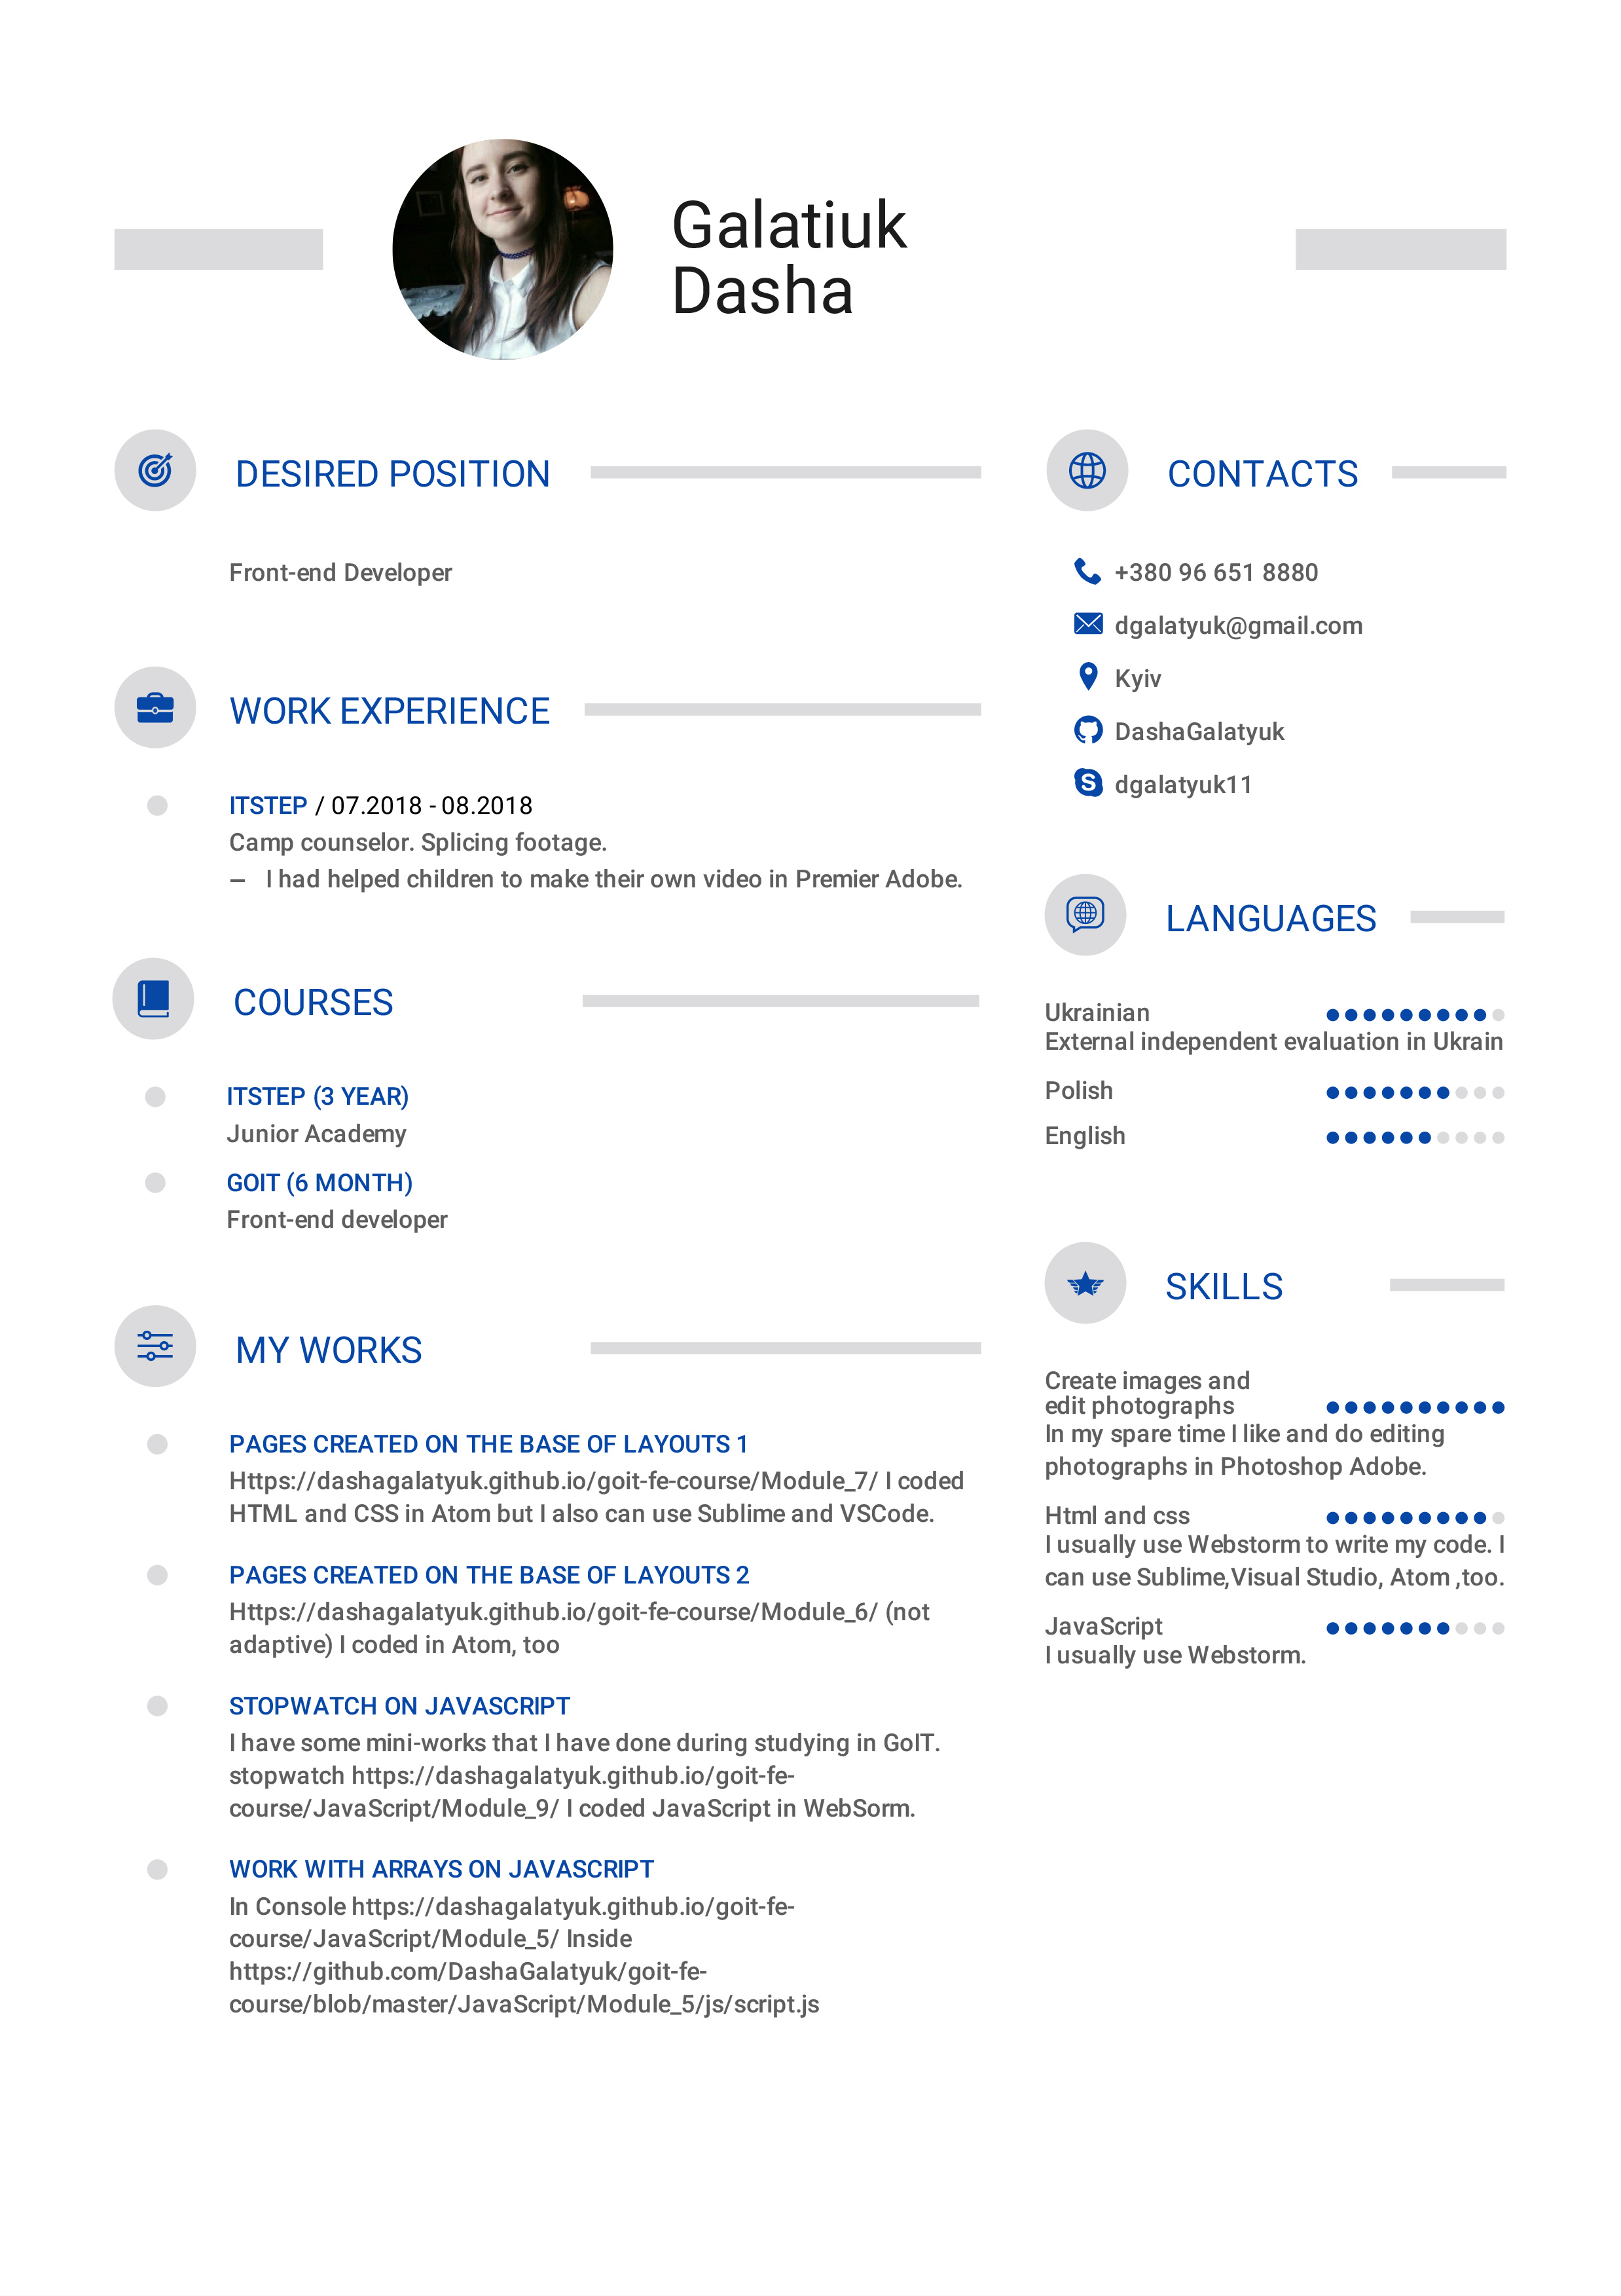 Galatiuk
Dasha
DESIRED POSITION
Front-end Developer
WORK EXPERIENCE
ITSTEP / 07.2018 - 08.2018
Camp counselor. Splicing footage.
– I had helped children to make their own video in Premier Adobe.
COURSES
ITSTEP (3 YEAR)
Junior Academy
GOIT (6 MONTH)
Front-end developer
MY WORKS
PAGES CREATED ON THE BASE OF LAYOUTS 1
Https://dashagalatyuk.github.io/goit-fe-course/Module_7/ I coded
HTML and CSS in Atom but I also can use Sublime and VSCode.
PAGES CREATED ON THE BASE OF LAYOUTS 2
Https://dashagalatyuk.github.io/goit-fe-course/Module_6/ (not
adaptive) I coded in Atom, too
STOPWATCH ON JAVASCRIPT
I have some mini-works that I have done during studying in GoIT.
stopwatch https://dashagalatyuk.github.io/goit-fe-
course/JavaScript/Module_9/ I coded JavaScript in WebSorm.
WORK WITH ARRAYS ON JAVASCRIPT
In Console https://dashagalatyuk.github.io/goit-fe-
course/JavaScript/Module_5/ Inside
https://github.com/DashaGalatyuk/goit-fe-
course/blob/master/JavaScript/Module_5/js/script.js
CONTACTS
+380 96 651 8880
dgalatyuk@gmail.com
Kyiv
DashaGalatyuk
dgalatyuk11
LANGUAGES
Ukrainian
External independent evaluation in Ukrain
Polish
English
SKILLS
Create images and
edit photographs
In my spare time I like and do editing
photographs in Photoshop Adobe.
Html and css
I usually use Webstorm to write my code. I
can use Sublime,Visual Studio, Atom ,too.
JavaScript
I usually use Webstorm.